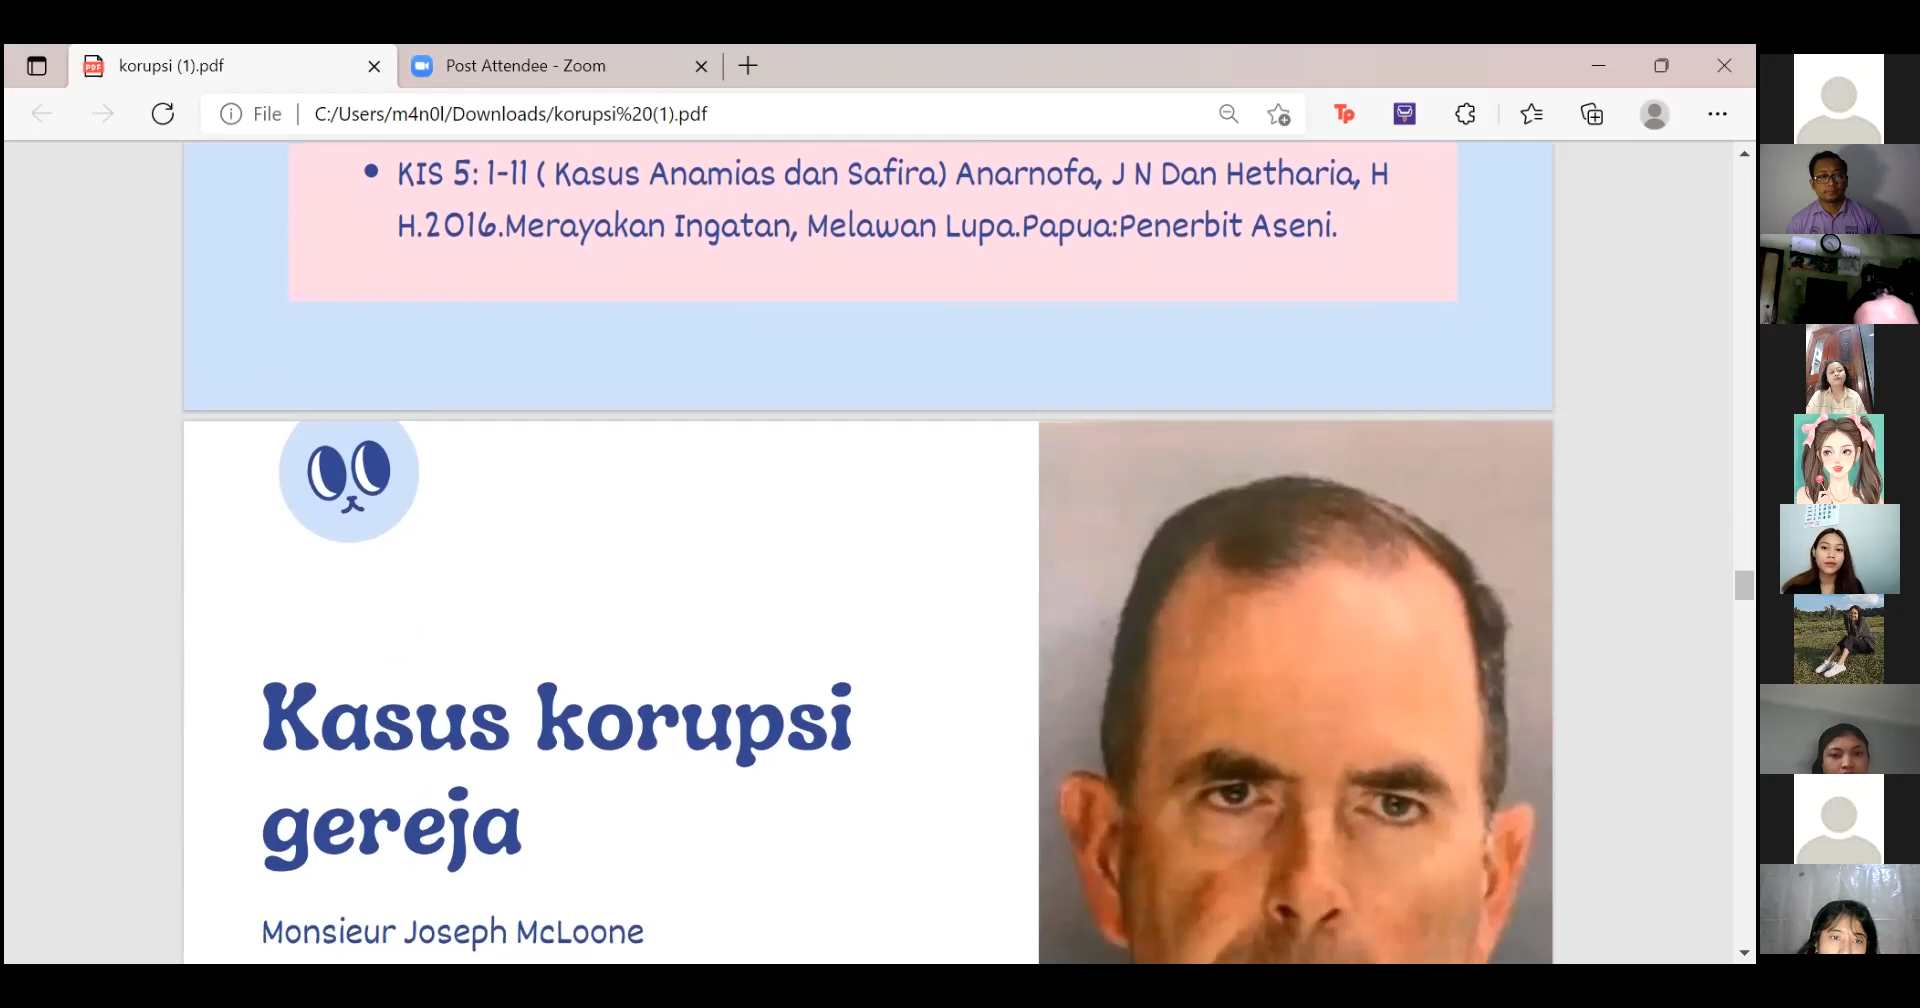 korupsi (1).pdf
Post Attendee - Zoom
File
C:/Users/m4n0l/Downloads/korupsi%20(1).pdf
Tp
KIS 5: 1-11 ( Kasus Anamias dan Safira) Anarnofa, J N Dan Hetharia, H
H.2016.Merayakan Ingatan, Melawan Lupa.Papua:Penerbit Aseni.
Kasus korupsi
gereja
Monsieur Joseph McLoone